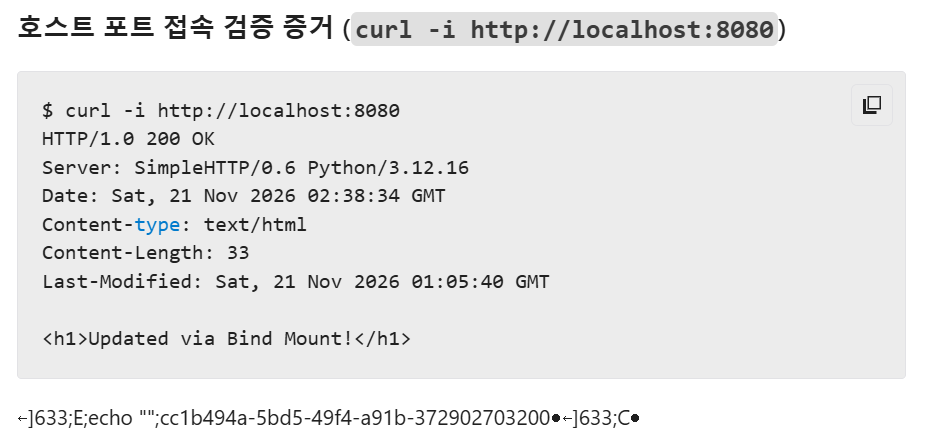 호스트 포트 접속 검증 증거 (curl -i http://localhost:8080)
$ curl -i http://localhost:8080
HTTP/1.0 200 OK
Server: SimpleHTTP/0.6 Python/3.12.16
Date: Sat, 21 Nov 2026 02:38:34 GMT
Content-type: text/html
Content-Length: 33
Last-Modified: Sat, 21 Nov 2026 01:05:40 GMT
<h1>Updated via Bind Mount!</h1>
←]633;E;echo "";cc1b494a-5bd5-49f4-a91b-372902703200•←]633;C•